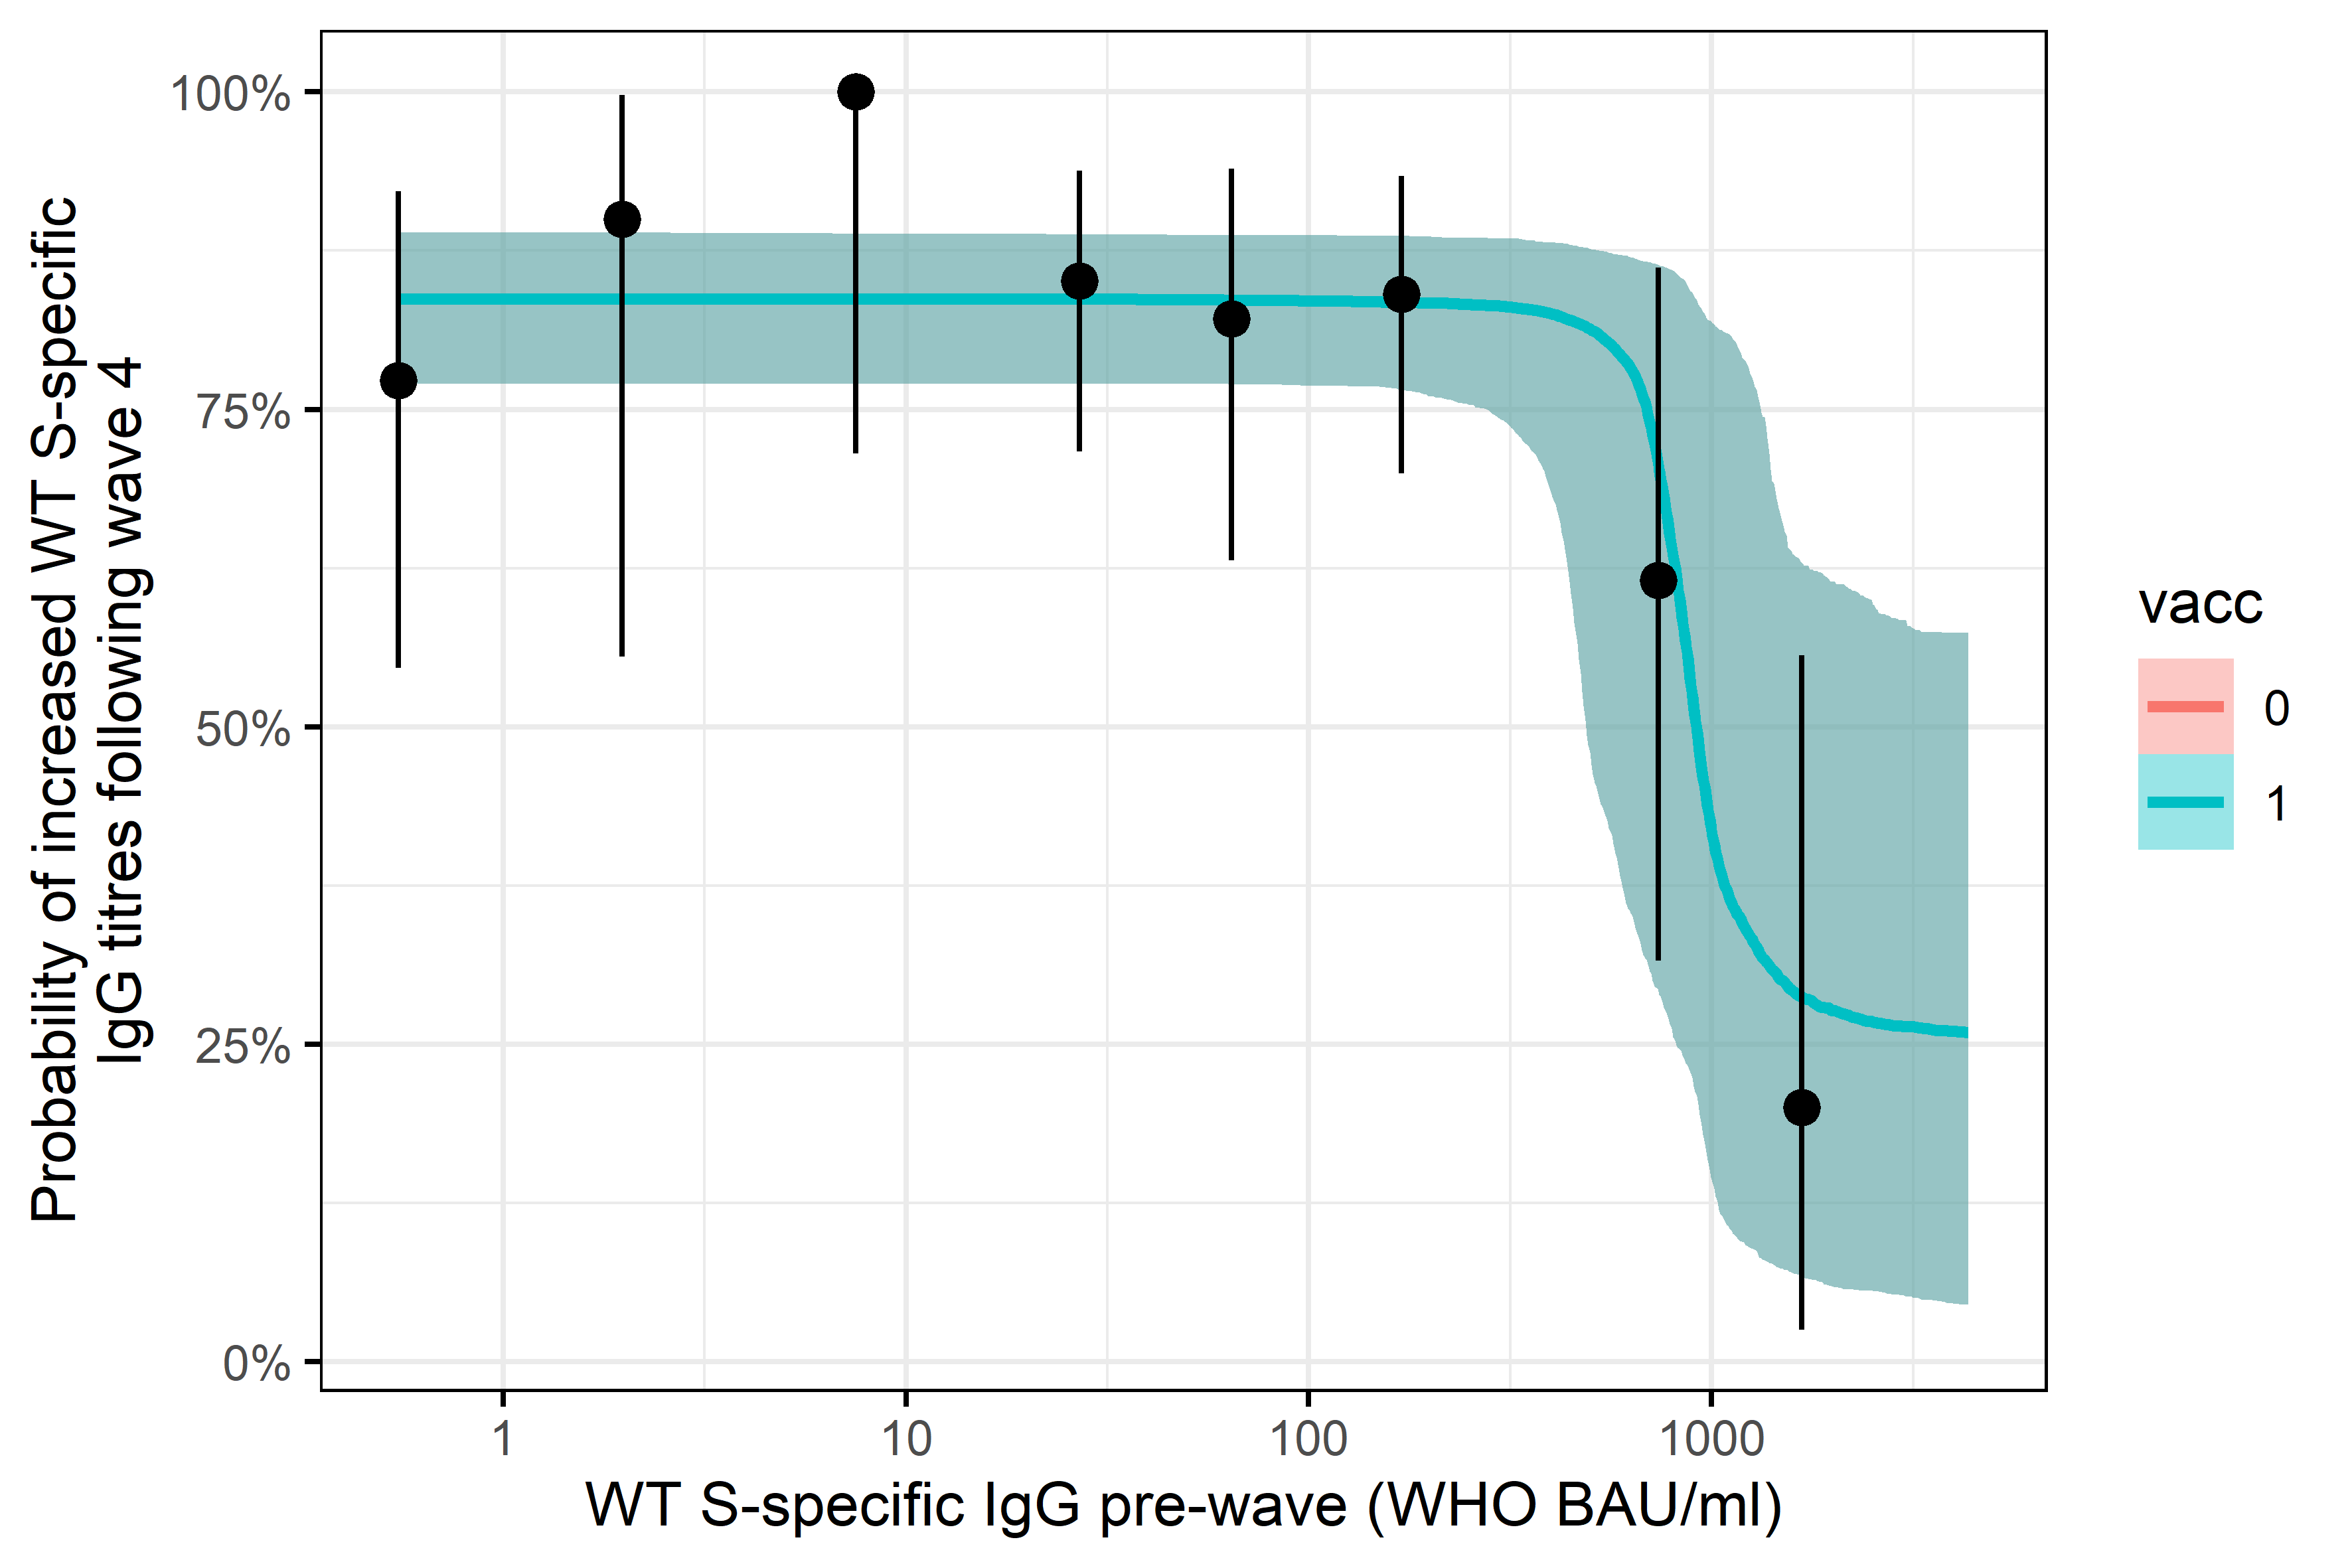 Probability of increased WT S-specific
IgG titres following wave 4
100%
75%
50%
25%
0%
1
10
100
1000
WT S-specific IgG pre-wave (WHO BAU/ml)
vacc
0
1